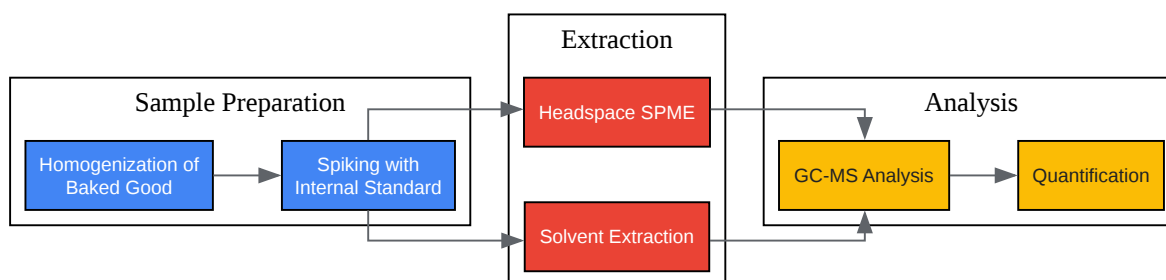 Sample Preparation
Homogenization of
Baked Good
Spiking with
Internal Standard
Extraction
Headspace SPME
Solvent Extraction
Analysis
GC-MS Analysis
Quantification